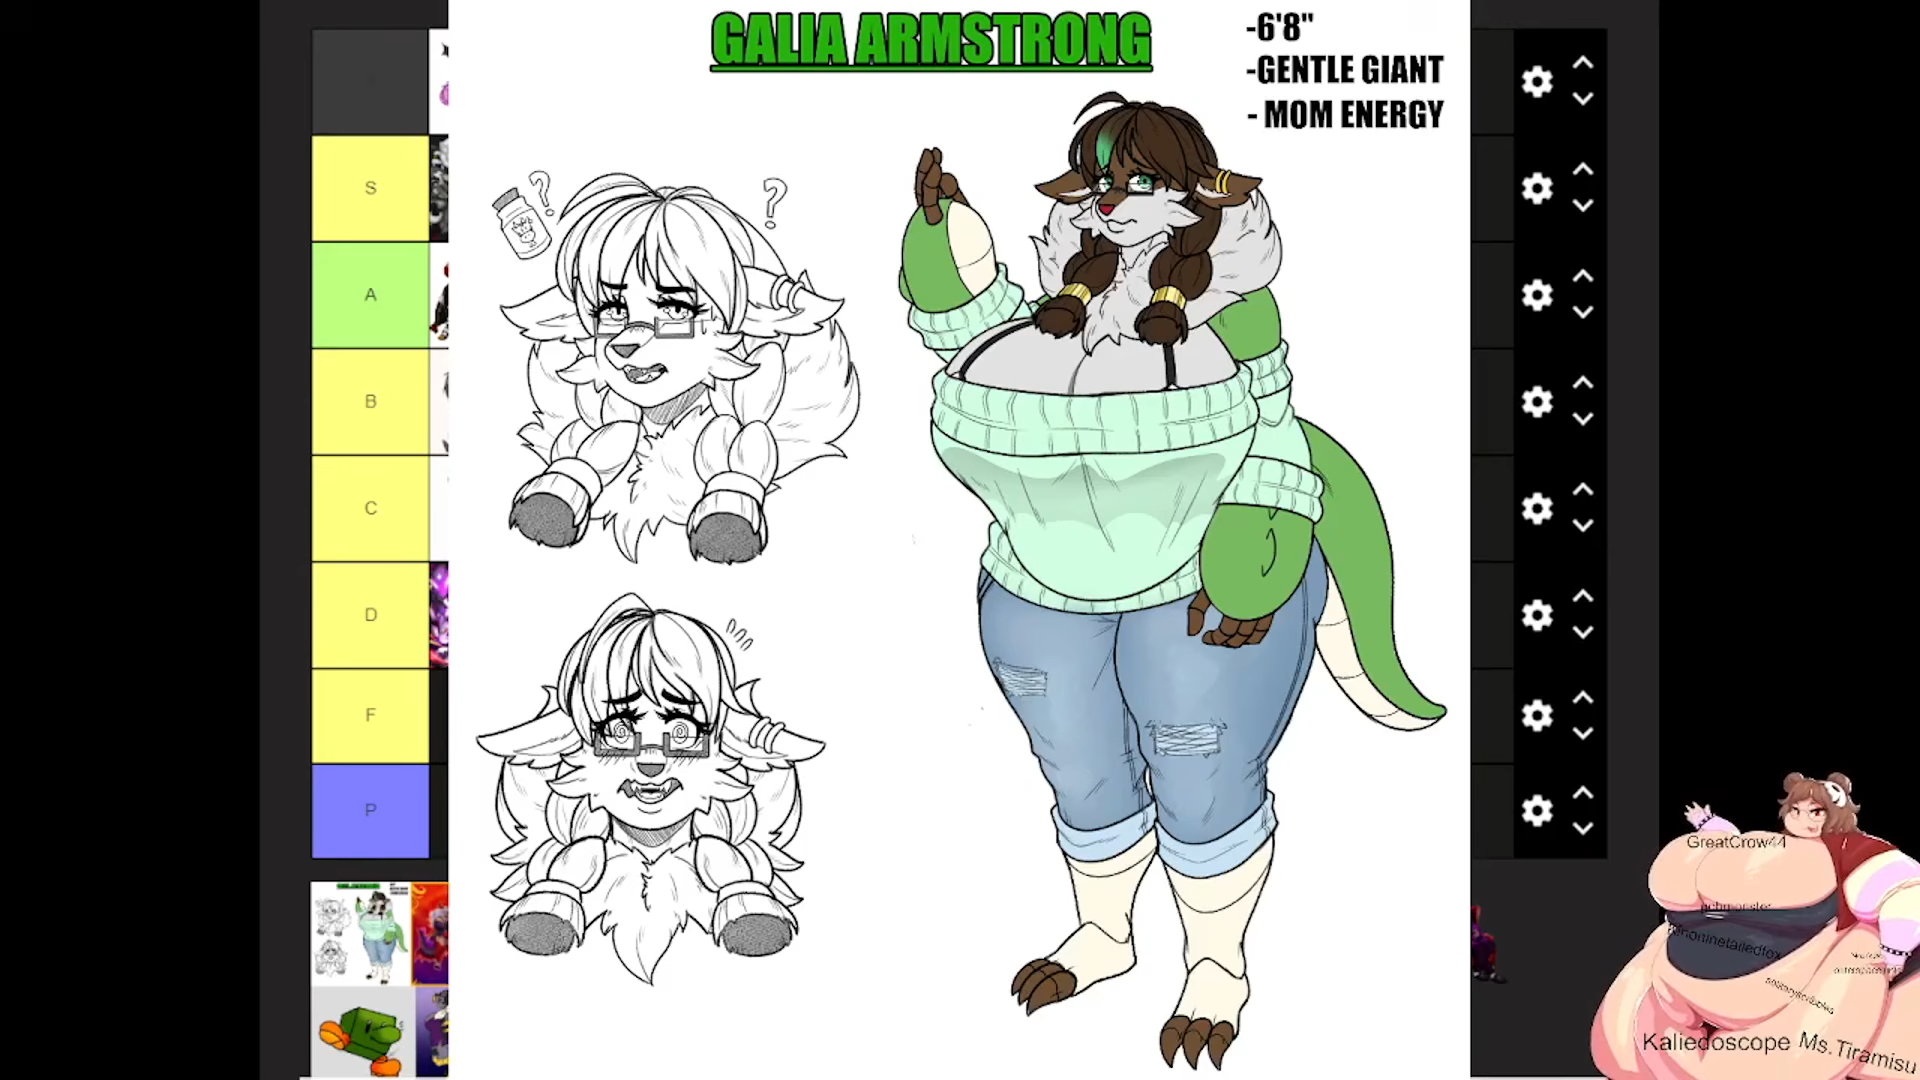 GALIA ARMSTRONG
-6'8"
-GENTLE GIANT
- MOM ENERGY
S
A
B
C
D
F
P
? ?
GreatCrow44
Kaliedoscope
Ms.Tiramisu